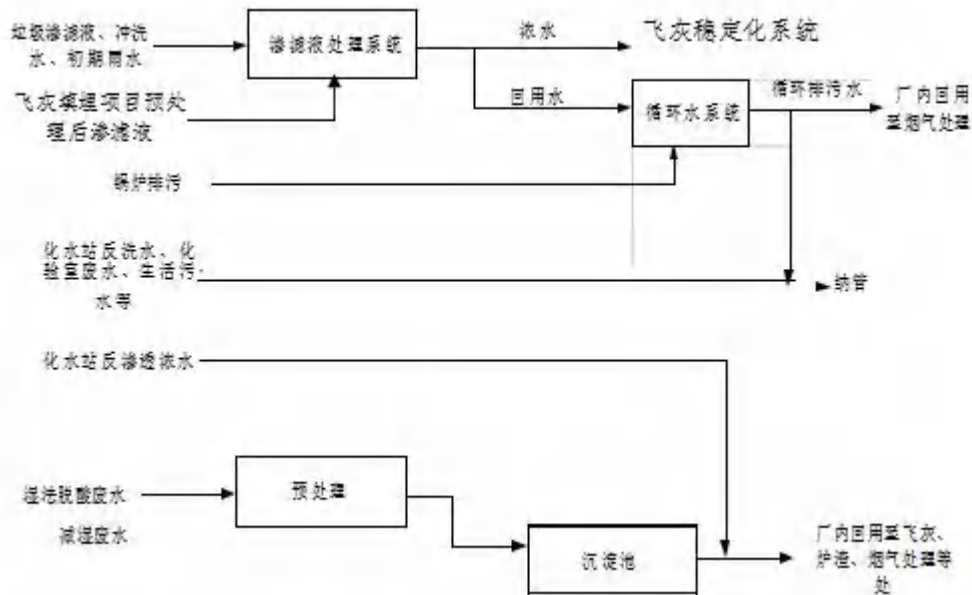 垃圾渗滤液、冲洗
水、初期雨水
渗滤液处理系统
浓水
飞灰稳定化系统
飞灰填埋项目预处
理后渗滤液
回用水
循环水系统
循环排污水
厂内回用
至烟气处理
锅炉排污
化水站反洗水、化
验室废水、生活污
水等
纳管
化水站反渗透浓水
湿法脱酸废水
减湿废水
预处理
沉淀池
厂内回用至飞灰、
炉渣、烟气处理等
处